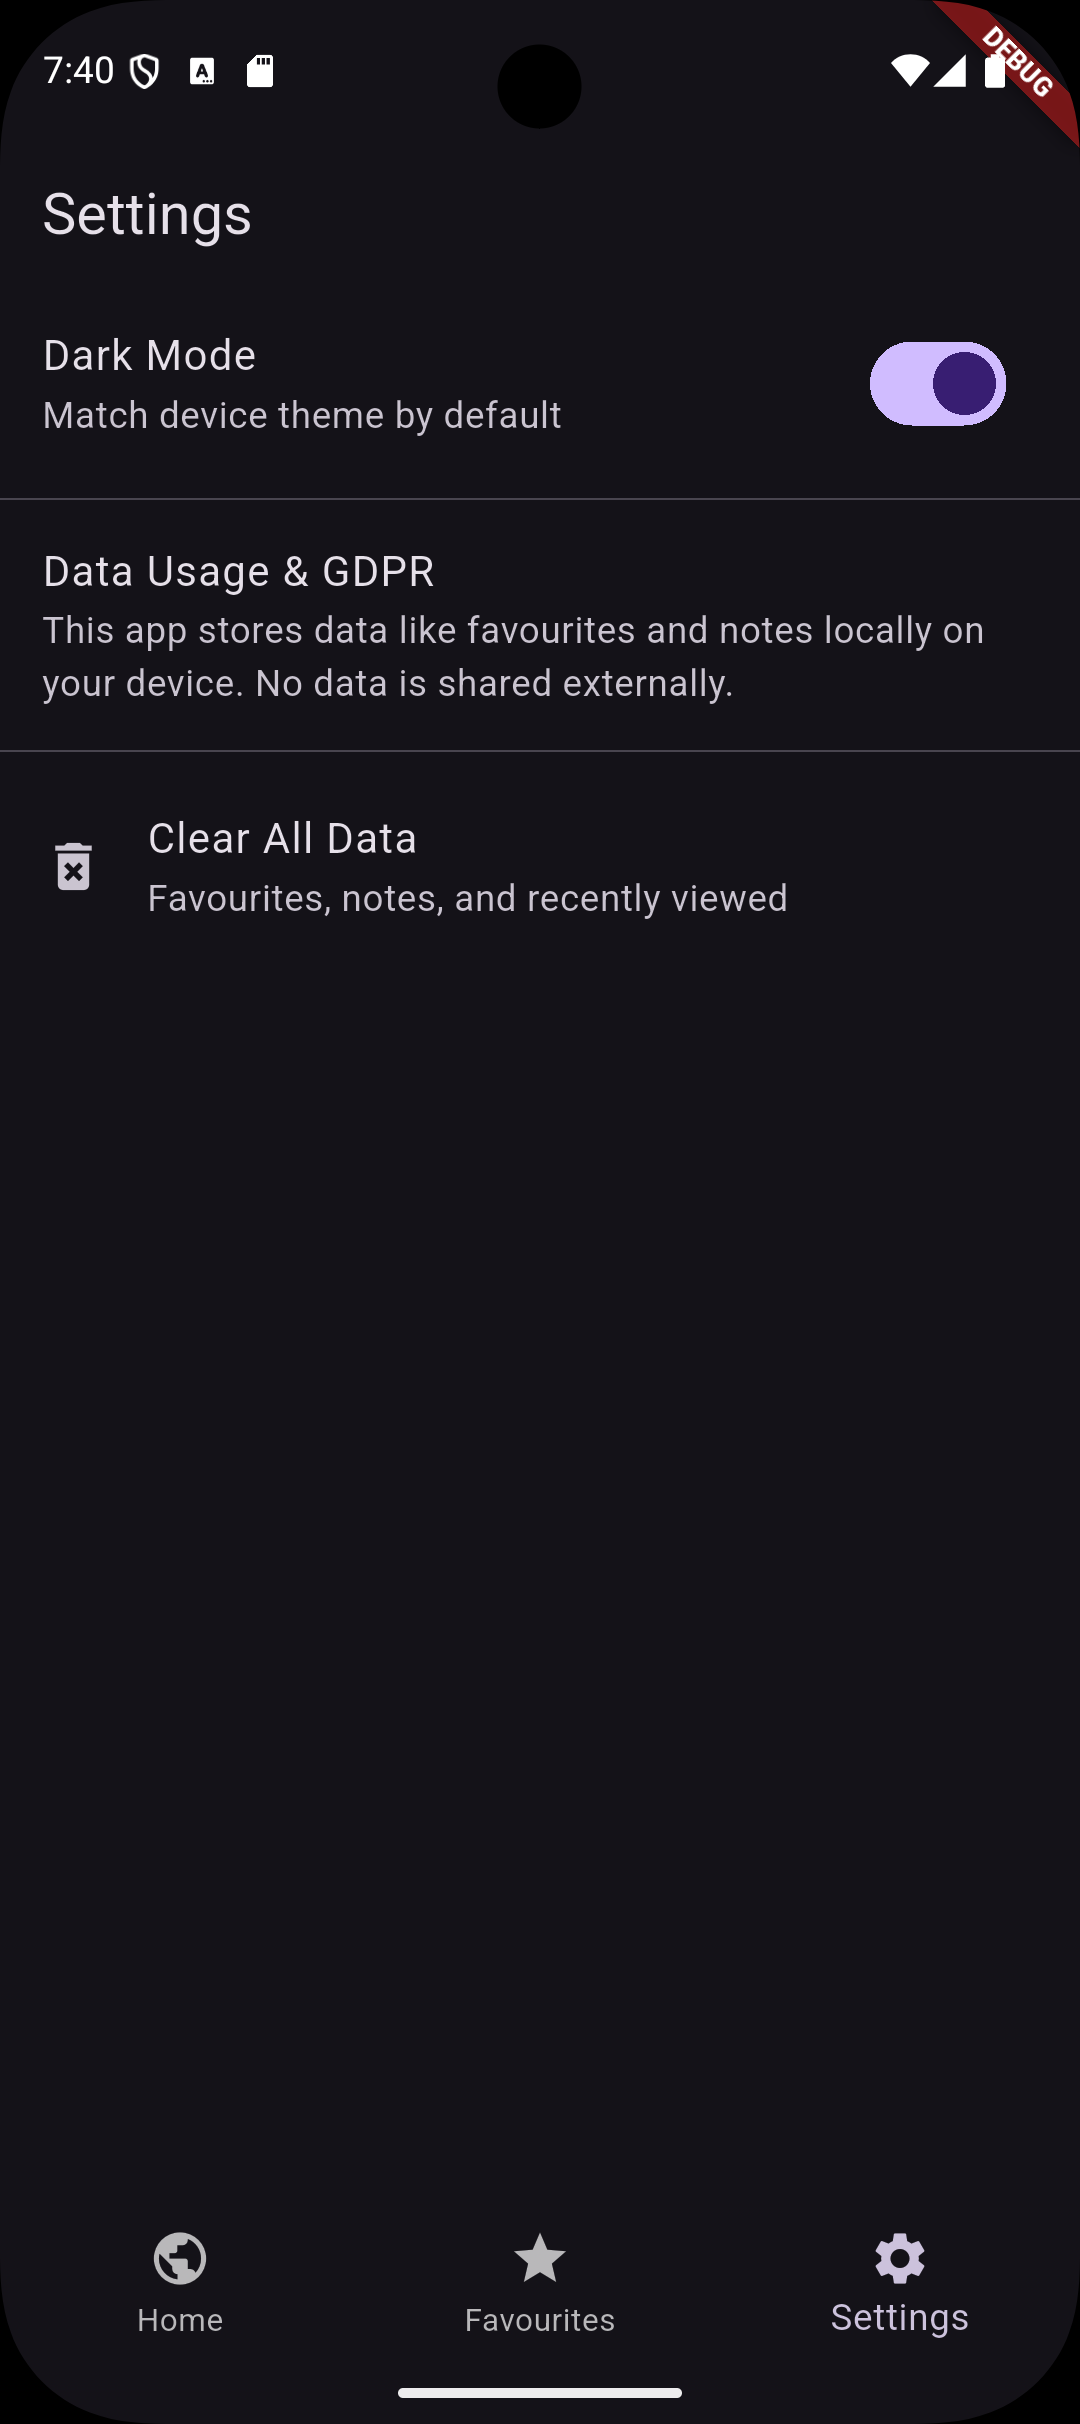 7:40
DEBUG
Settings
Dark Mode
Match device theme by default
Data Usage & GDPR
This app stores data like favourites and notes locally on
your device. No data is shared externally.
Clear All Data
Favourites, notes, and recently viewed
Home
Favourites
Settings